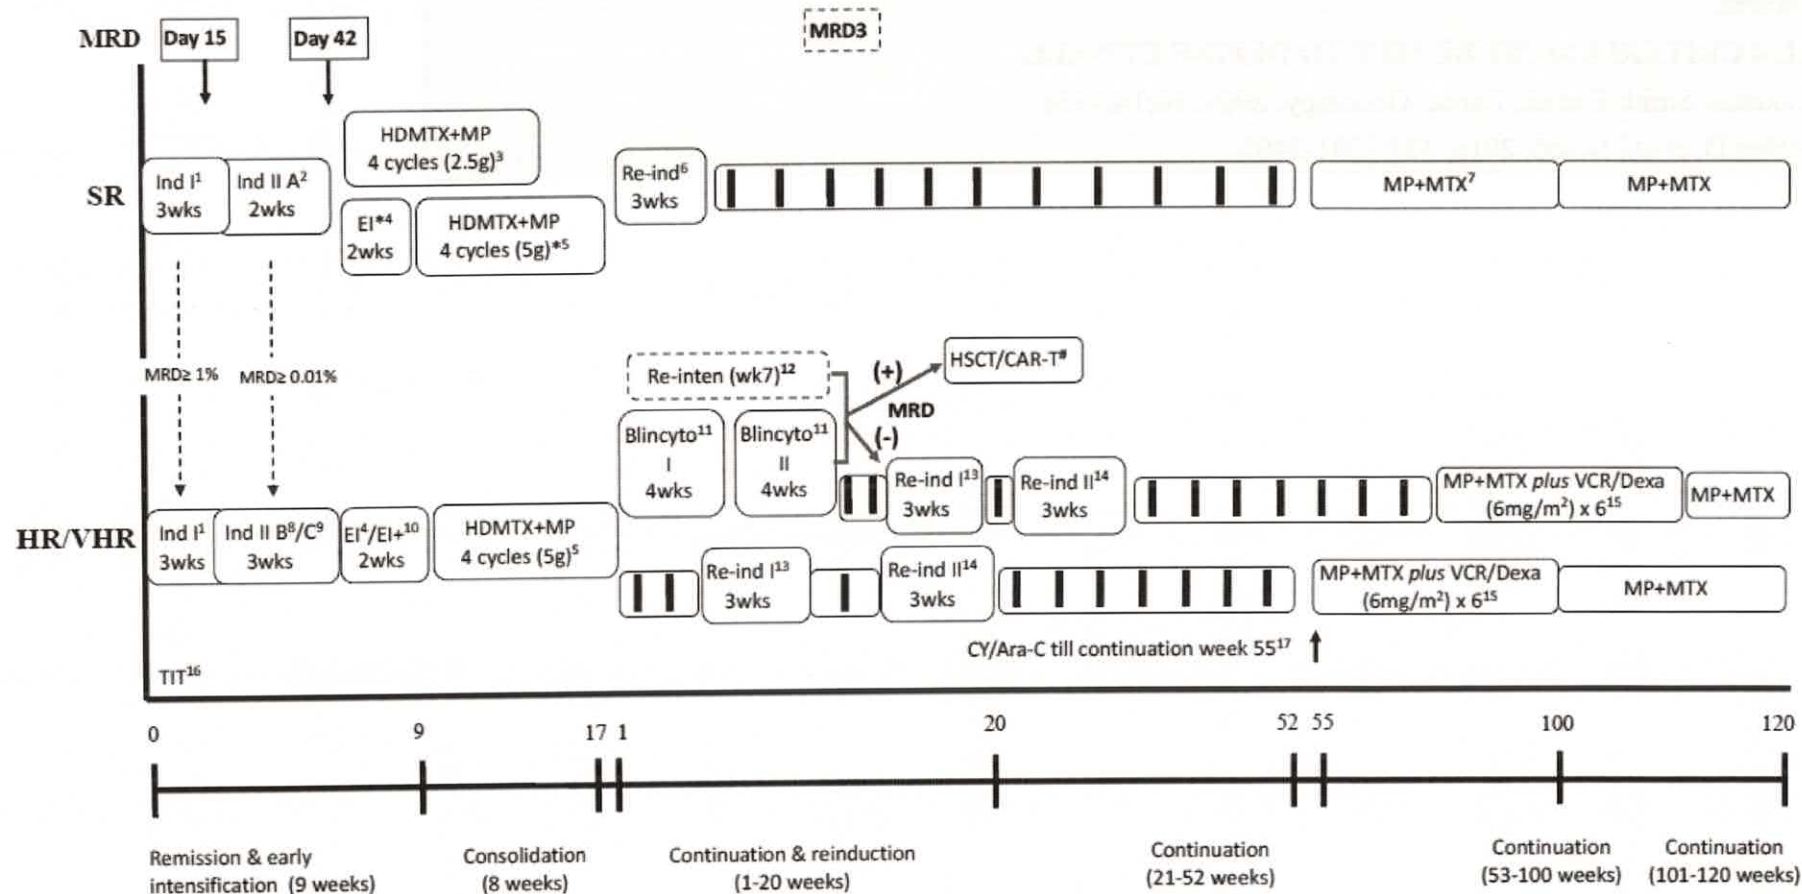 MRD
Day 15
Day 42
MRD3
SR
Ind I¹
3wks
Ind II A²
2wks
HDMTX+MP
4 cycles (2.5g)³
EI*⁴
2wks
HDMTX+MP
4 cycles (5g)*⁵
Re-ind⁶
3wks
MP+MTX⁷
MP+MTX
MRD≥ 1%
MRD≥ 0.01%
Re-inten (wk7)¹²
(+)
HSCT/CAR-T#
MRD
(-)
Blincyto¹¹
I
4wks
Blincyto¹¹
II
4wks
Re-ind I¹³
3wks
Re-ind II¹⁴
3wks
MP+MTX plus VCR/Dexa
(6mg/m²) x 6¹⁵
MP+MTX
HR/VHR
Ind I¹
3wks
Ind II B⁸/C⁹
3wks
EI⁴/EI+¹⁰
2wks
HDMTX+MP
4 cycles (5g)⁵
Re-ind I¹³
3wks
Re-ind II¹⁴
3wks
MP+MTX plus VCR/Dexa
(6mg/m²) x 6¹⁵
MP+MTX
CY/Ara-C till continuation week 55¹⁷
TIT¹⁶
0
9
17 1
20
52 55
100
120
Remission & early
intensification (9 weeks)
Consolidation
(8 weeks)
Continuation & reinduction
(1-20 weeks)
Continuation
(21-52 weeks)
Continuation
(53-100 weeks)
Continuation
(101-120 weeks)